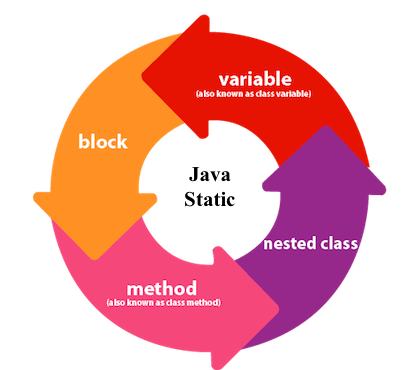 variable
(also known as class variable)
block
Java
Static
nested class
method
(also known as class method)